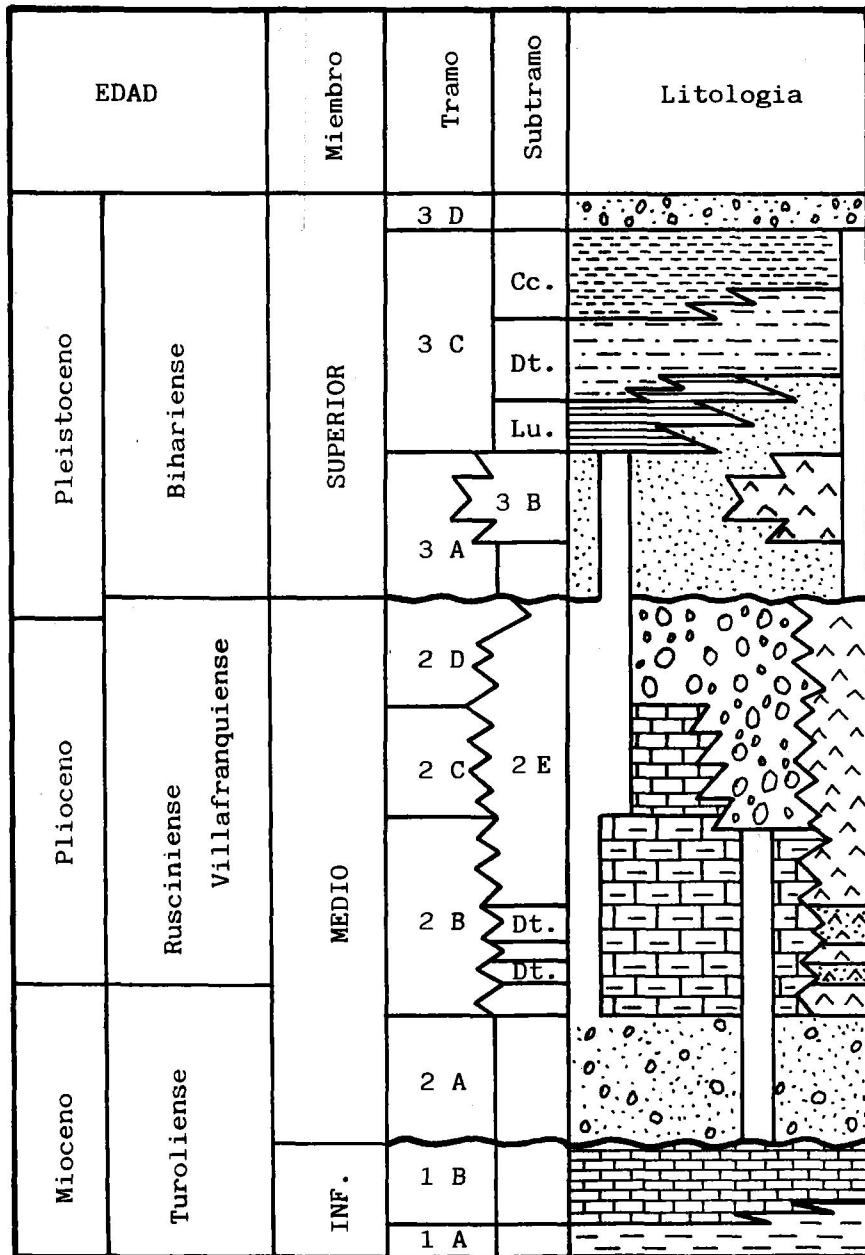 EDAD
Miembro
Tramo
Subtramo
Litologia
Pleistoceno
Bihariense
SUPERIOR
3 D
3 C
Cc.
Dt.
Lu.
3 B
3 A
Plioceno
Rusciniense
Villafranquiense
MEDIO
2 D
2 C
2 E
2 B
Dt.
Dt.
2 A
Mioceno
Turoliense
INF.
1 B
1 A